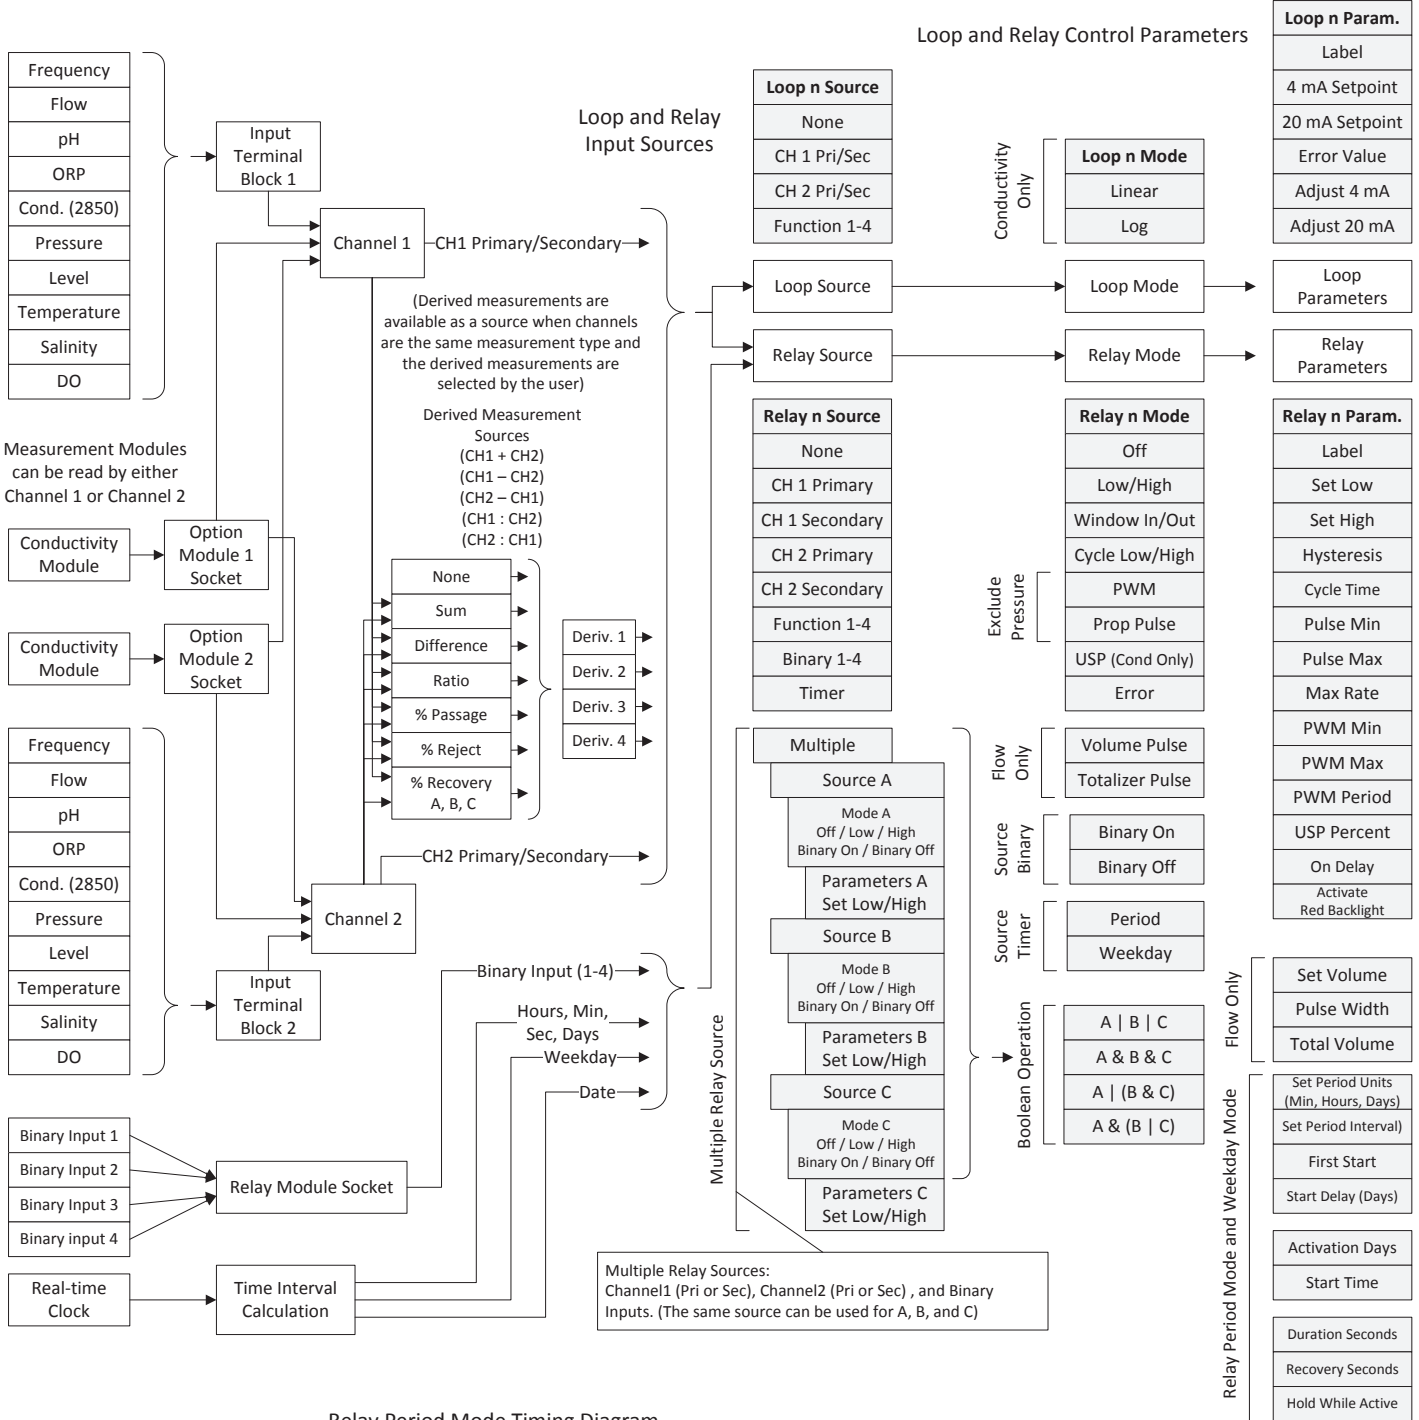 Loop and Relay Control Parameters
Loop n Param.
Label
4 mA Setpoint
20 mA Setpoint
Error Value
Adjust 4 mA
Adjust 20 mA
Loop
Parameters
Relay
Parameters
Frequency
Flow
pH
ORP
Cond. (2850)
Pressure
Level
Temperature
Salinity
DO
Input
Terminal
Block 1
Channel 1
CH1 Primary/Secondary
Loop and Relay
Input Sources
Loop n Source
None
CH 1 Pri/Sec
CH 2 Pri/Sec
Function 1-4
Conductivity
Only
Loop n Mode
Linear
Log
Loop Source
Loop Mode
Relay Source
Relay Mode
(Derived measurements are
available as a source when channels
are the same measurement type and
the derived measurements are
selected by the user)
Derived Measurement
Sources
(CH1 + CH2)
(CH1 – CH2)
(CH2 – CH1)
(CH1 : CH2)
(CH2 : CH1)
Measurement Modules
can be read by either
Channel 1 or Channel 2
Conductivity
Module
Option
Module 1
Socket
Conductivity
Module
Option
Module 2
Socket
None
Sum
Difference
Ratio
% Passage
% Reject
% Recovery
A, B, C
Deriv. 1
Deriv. 2
Deriv. 3
Deriv. 4
Relay n Source
None
CH 1 Primary
CH 1 Secondary
CH 2 Primary
CH 2 Secondary
Function 1-4
Binary 1-4
Timer
Relay n Mode
Off
Low/High
Window In/Out
Cycle Low/High
Exclude
Pressure
PWM
Prop Pulse
USP (Cond Only)
Error
Relay n Param.
Label
Set Low
Set High
Hysteresis
Cycle Time
Pulse Min
Pulse Max
Max Rate
PWM Min
PWM Max
PWM Period
USP Percent
On Delay
Activate
Red Backlight
Frequency
Flow
pH
ORP
Cond. (2850)
Pressure
Level
Temperature
Salinity
DO
Input
Terminal
Block 2
Channel 2
CH2 Primary/Secondary
Multiple Relay Source
Multiple
Source A
Mode A
Off / Low / High
Binary On / Binary Off
Parameters A
Set Low/High
Source B
Mode B
Off / Low / High
Binary On / Binary Off
Parameters B
Set Low/High
Source C
Mode C
Off / Low / High
Binary On / Binary Off
Parameters C
Set Low/High
Flow
Only
Volume Pulse
Totalizer Pulse
Source
Binary
Binary On
Binary Off
Source
Timer
Period
Weekday
Boolean Operation
A | B | C
A & B & C
A | (B & C)
A & (B | C)
Flow Only
Set Volume
Pulse Width
Total Volume
Relay Period Mode and Weekday Mode
Set Period Units
(Min, Hours, Days)
Set Period Interval)
First Start
Start Delay (Days)
Activation Days
Start Time
Duration Seconds
Recovery Seconds
Hold While Active
Binary Input (1-4)
Hours, Min,
Sec, Days
Weekday
Date
Binary Input 1
Binary Input 2
Binary Input 3
Binary input 4
Relay Module Socket
Real-time
Clock
Time Interval
Calculation
Multiple Relay Sources:
Channel1 (Pri or Sec), Channel2 (Pri or Sec) , and Binary
Inputs. (The same source can be used for A, B, and C)
Relay Period Mode Timing Diagram